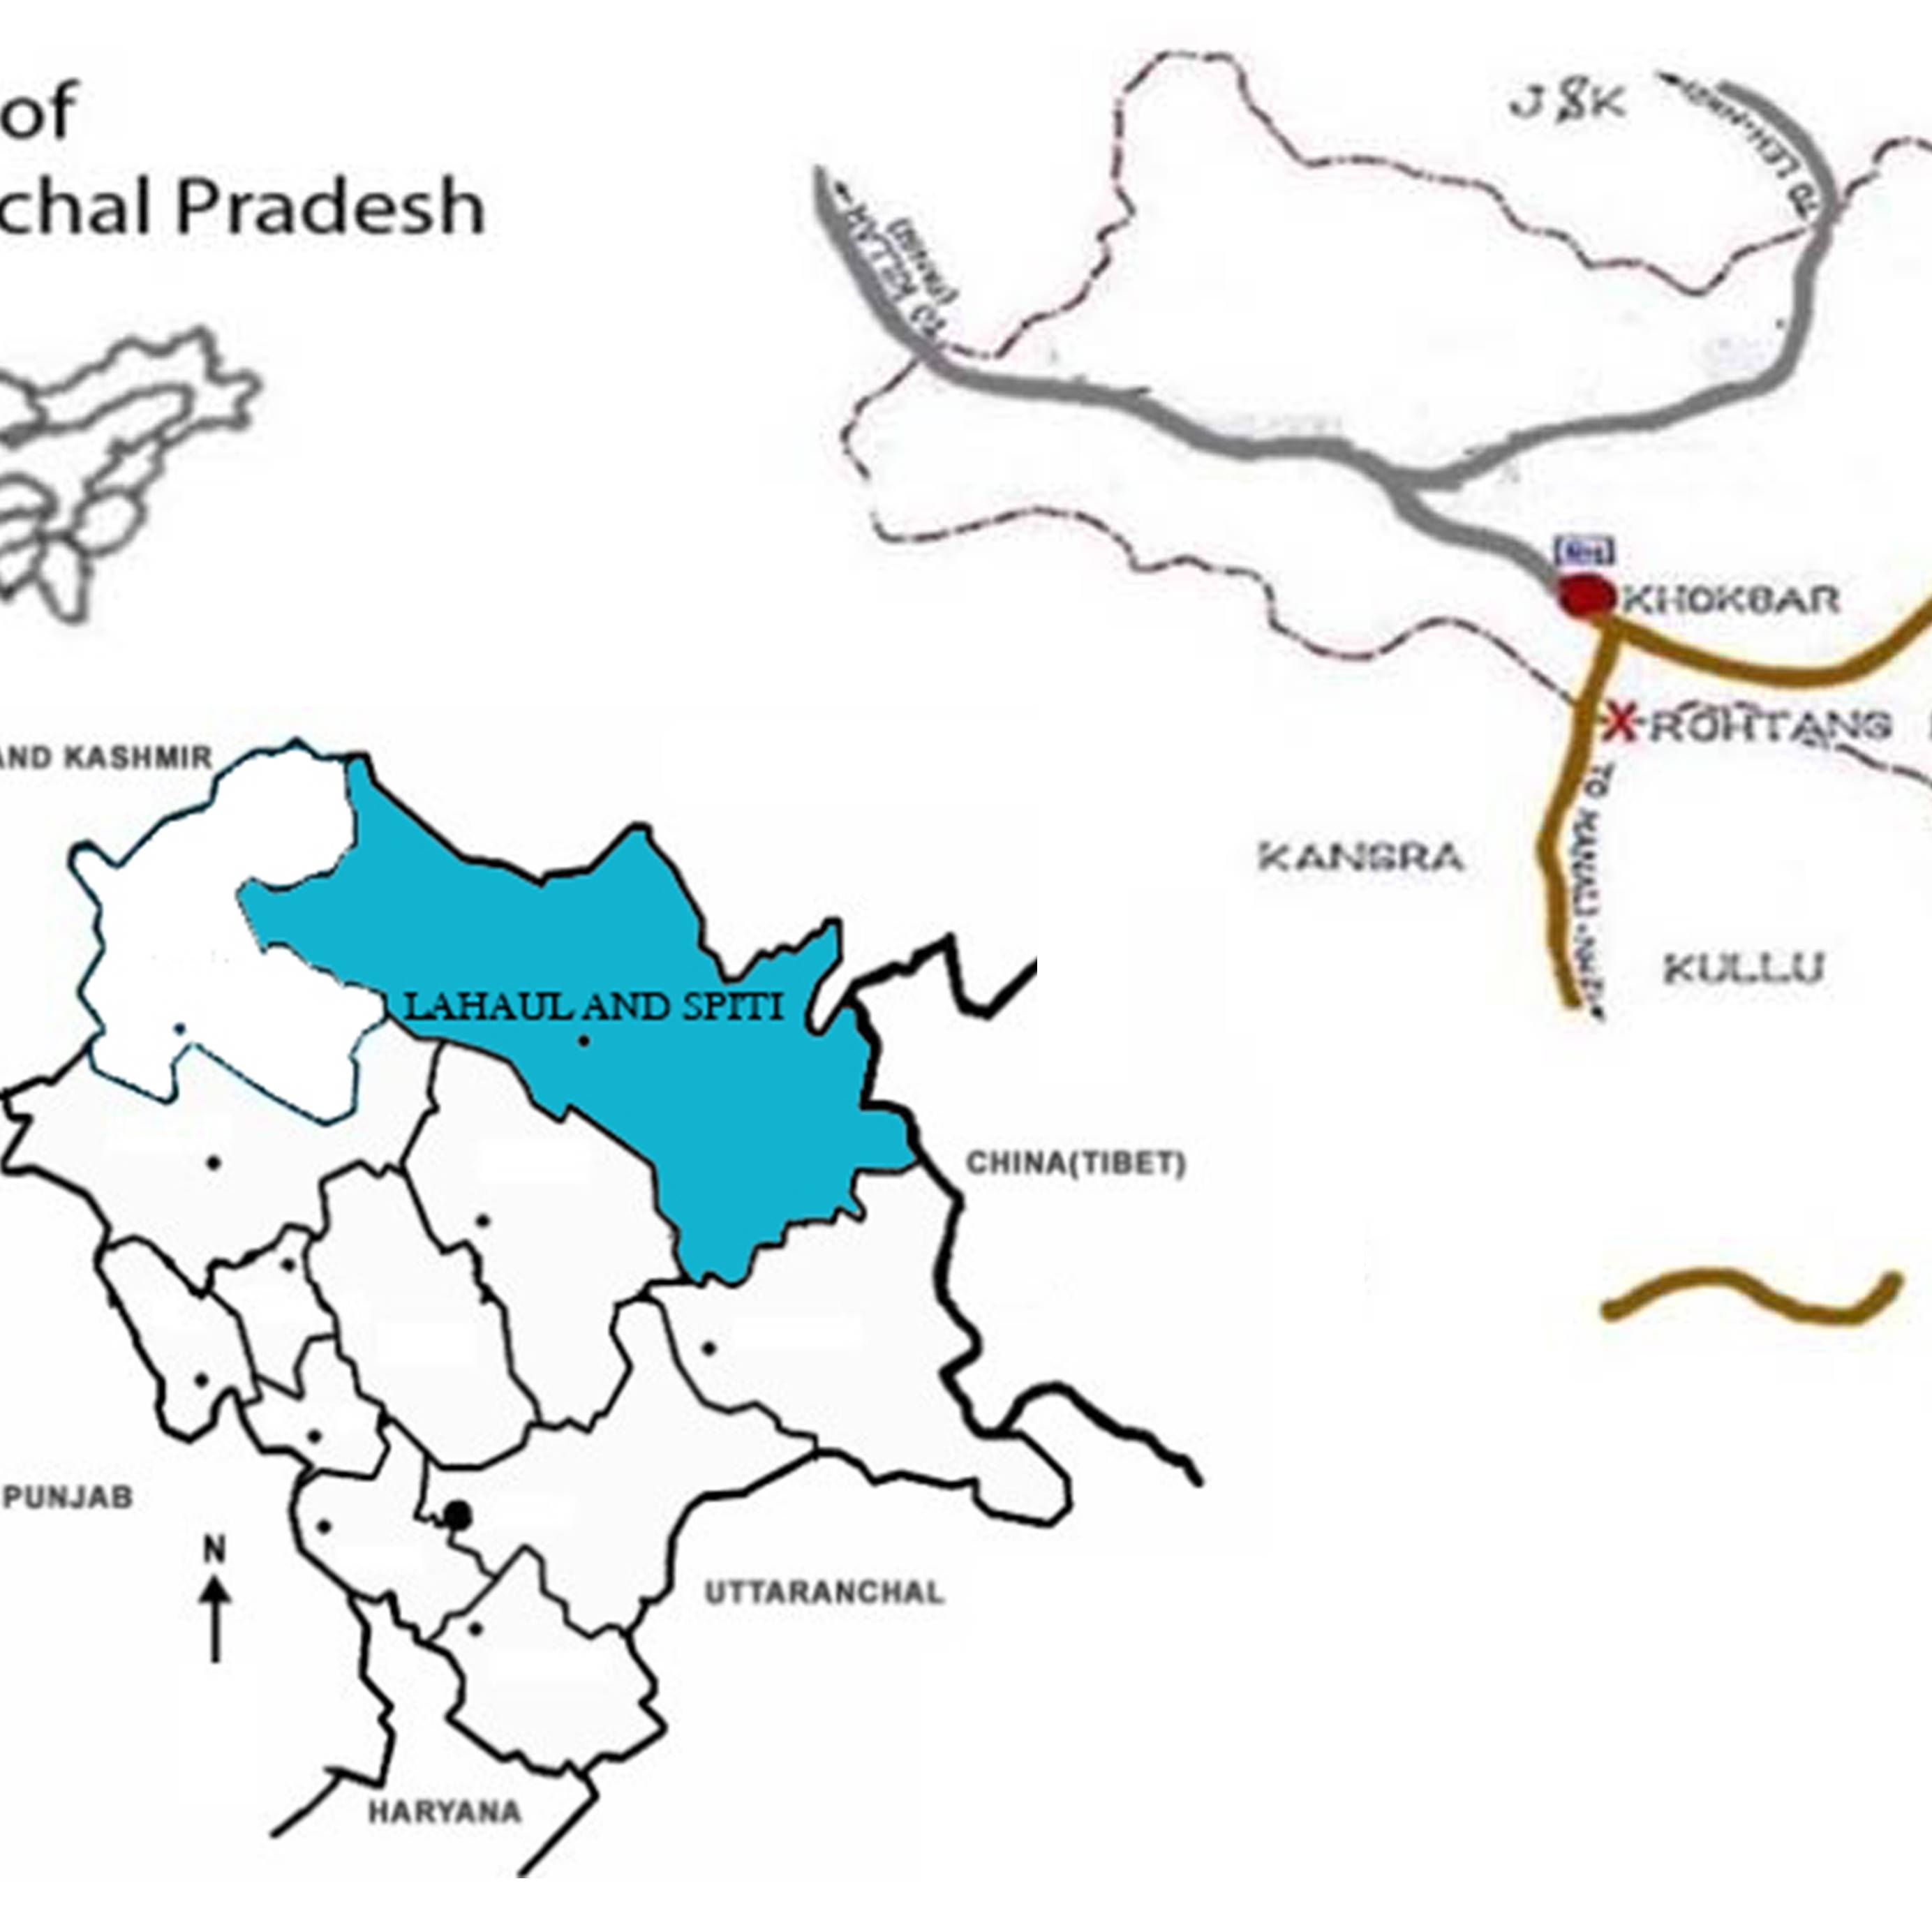 of
chal Pradesh
J&K
TO LEH
TO KILLAR
(PANGI)
KHOKSAR
ROHTANG
TO MANALI
KANGRA
KULLU
AND KASHMIR
LAHAUL AND SPITI
CHINA(TIBET)
PUNJAB
N
UTTARANCHAL
HARYANA